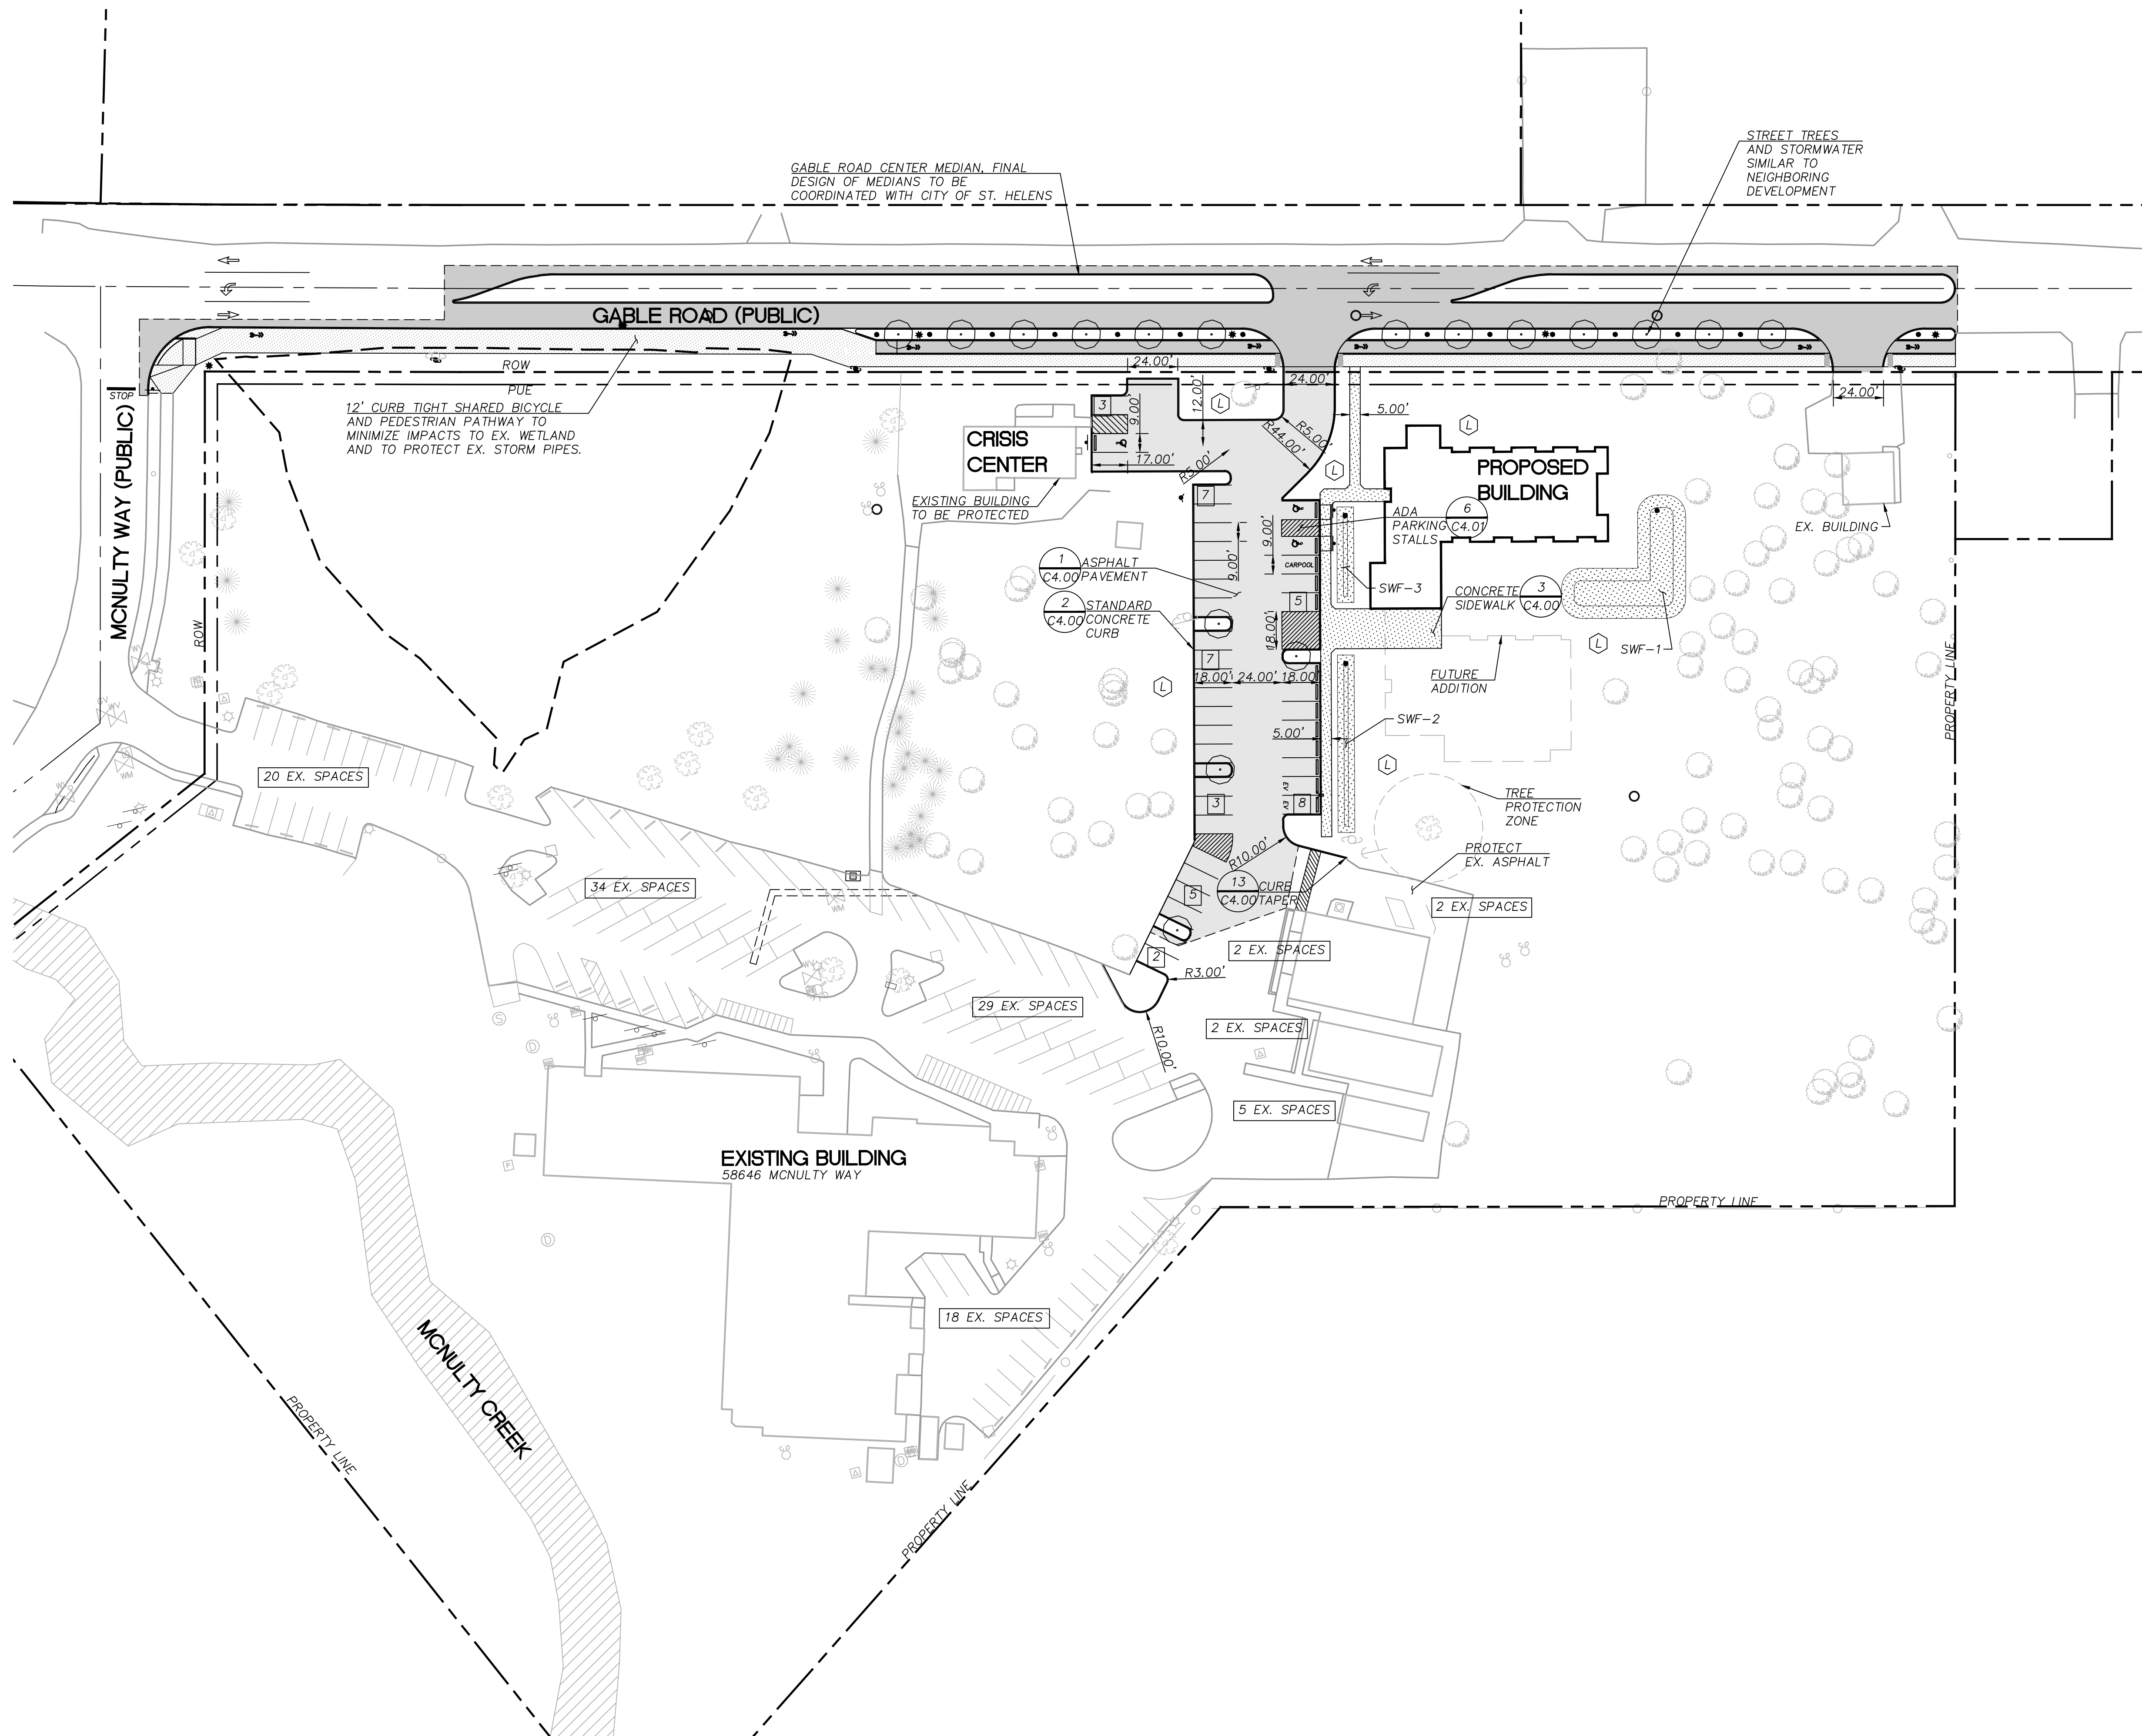 STREET TREES
AND STORMWATER
SIMILAR TO
NEIGHBORING
DEVELOPMENT
GABLE ROAD CENTER MEDIAN, FINAL
DESIGN OF MEDIANS TO BE
COORDINATED WITH CITY OF ST. HELENS
GABLE ROAD (PUBLIC)
ROW
PUE
STOP
12' CURB TIGHT SHARED BICYCLE
AND PEDESTRIAN PATHWAY TO
MINIMIZE IMPACTS TO EX. WETLAND
AND TO PROTECT EX. STORM PIPES.
MCNULTY WAY (PUBLIC)
ROW
24.00'
24.00'
24.00'
12.00'
3
9.00'
17.00'
L
5.00'
L
R5.00'
R44.00'
R5.00'
L
CRISIS
CENTER
EXISTING BUILDING
TO BE PROTECTED
PROPOSED
BUILDING
EX. BUILDING
7
ADA
PARKING
STALLS
6
C4.01
9.00'
9.00'
CARPOOL
1
C4.00
ASPHALT
PAVEMENT
2
C4.00
STANDARD
CONCRETE
CURB
5
SWF-3
CONCRETE
SIDEWALK
3
C4.00
18.00'
7
L
SWF-1
FUTURE
ADDITION
L
18.00'
24.00'
18.00'
SWF-2
5.00'
L
PROPERTY LINE
20 EX. SPACES
EV
EV
3
8
TREE
PROTECTION
ZONE
PROTECT
EX. ASPHALT
R10.00'
34 EX. SPACES
5
13
C4.00
CURB
TAPER
2 EX. SPACES
2
2 EX. SPACES
R3.00'
29 EX. SPACES
2 EX. SPACES
R10.00'
5 EX. SPACES
WV
GV
WV
WM
WV
WM
WV
S
D
P
D
D
EXISTING BUILDING
58646 MCNULTY WAY
PROPERTY LINE
18 EX. SPACES
MCNULTY CREEK
PROPERTY LINE
PROPERTY LINE